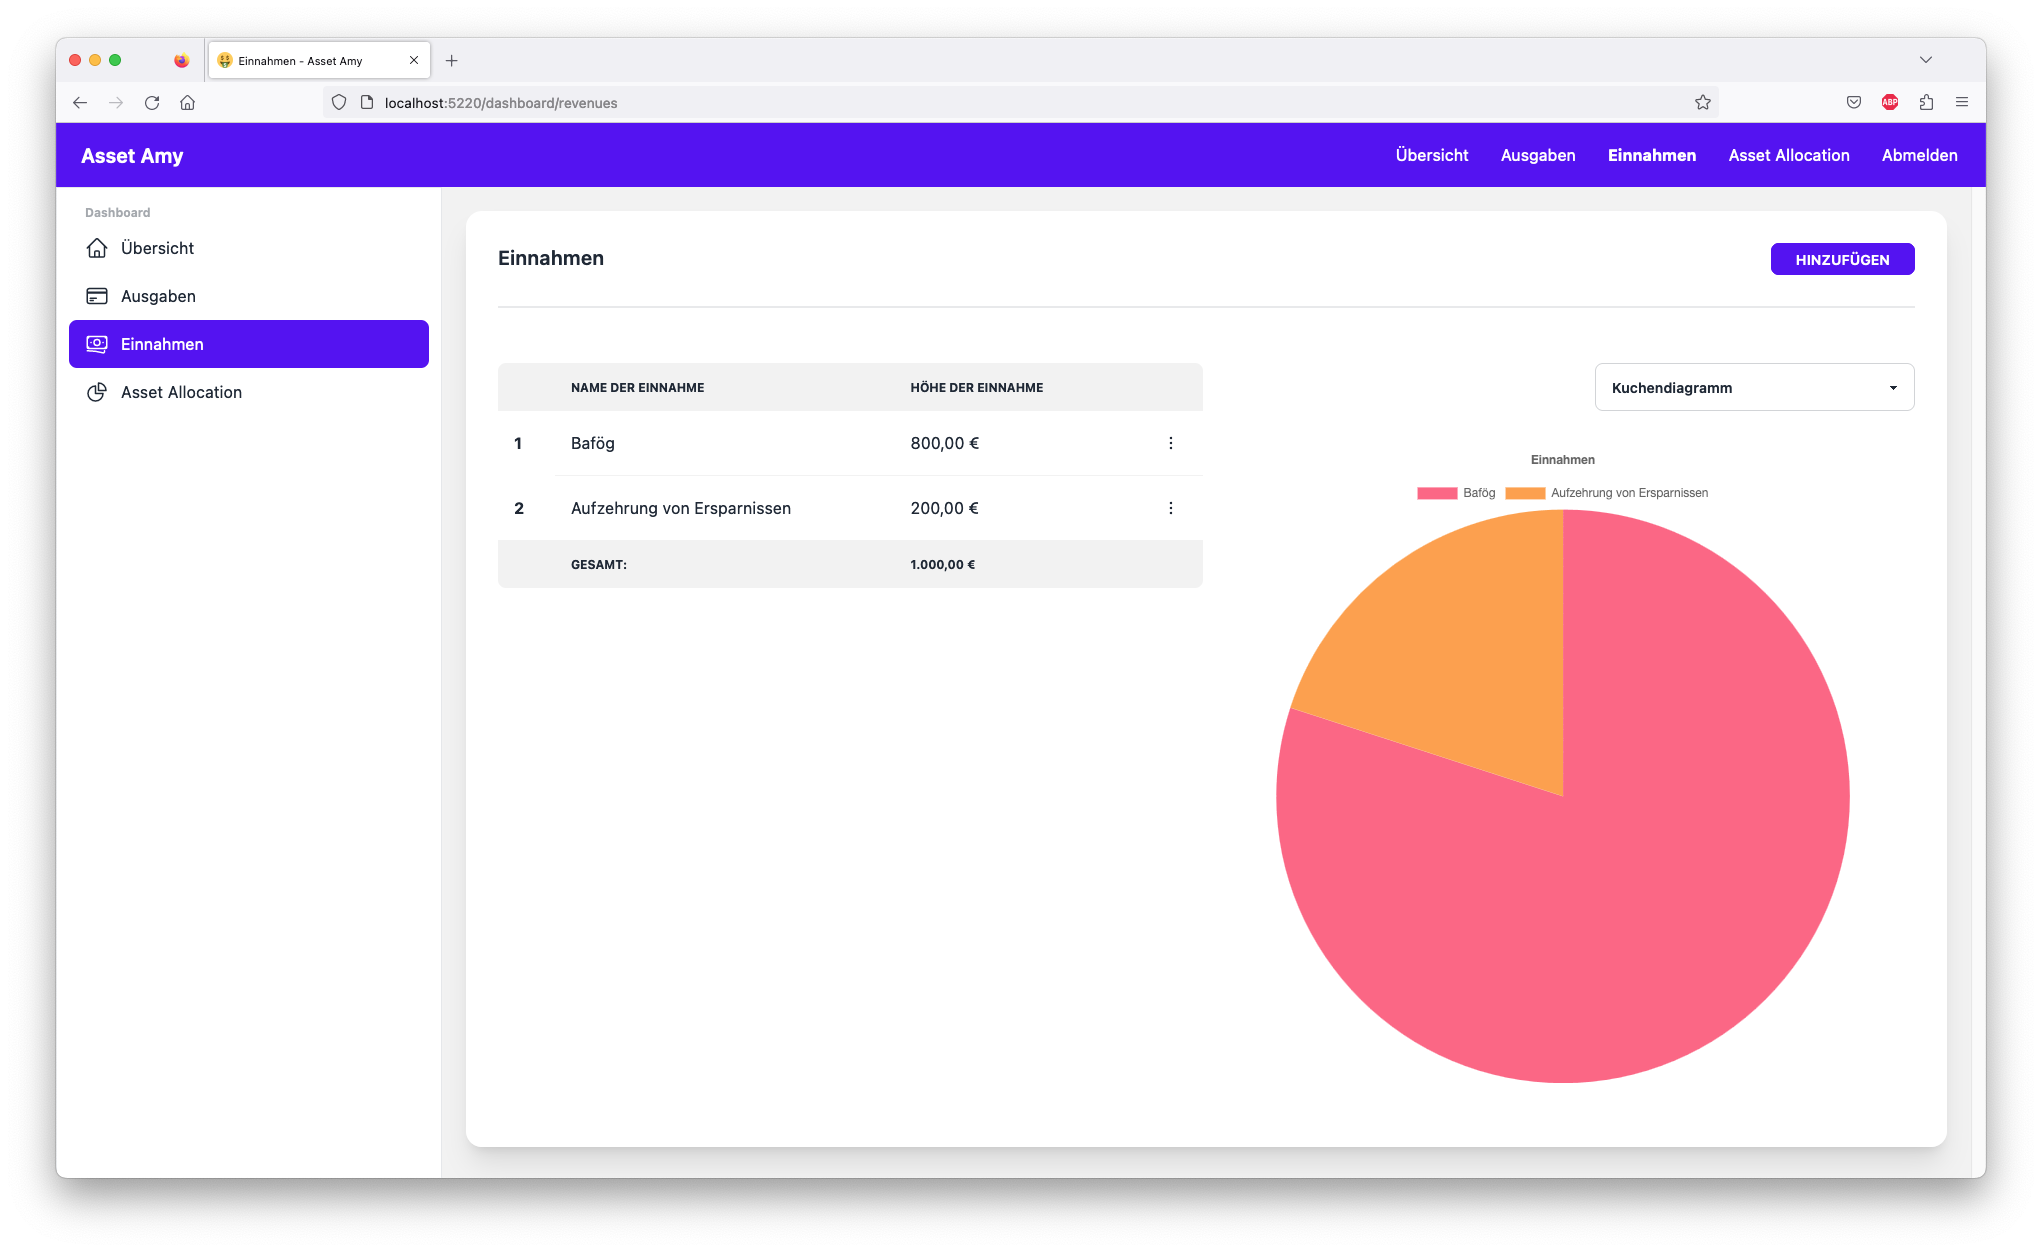 Einnahmen - Asset Amy
localhost:5220/dashboard/revenues
ABP
Asset Amy
Übersicht Ausgaben Einnahmen Asset Allocation Abmelden
Dashboard
Übersicht
Ausgaben
Einnahmen
Asset Allocation
Einnahmen
HINZUFÜGEN
NAME DER EINNAHME HÖHE DER EINNAHME
1 Bafög 800,00 €
2 Aufzehrung von Ersparnissen 200,00 €
GESAMT: 1.000,00 €
Kuchendiagramm
Einnahmen
Bafög Aufzehrung von Ersparnissen